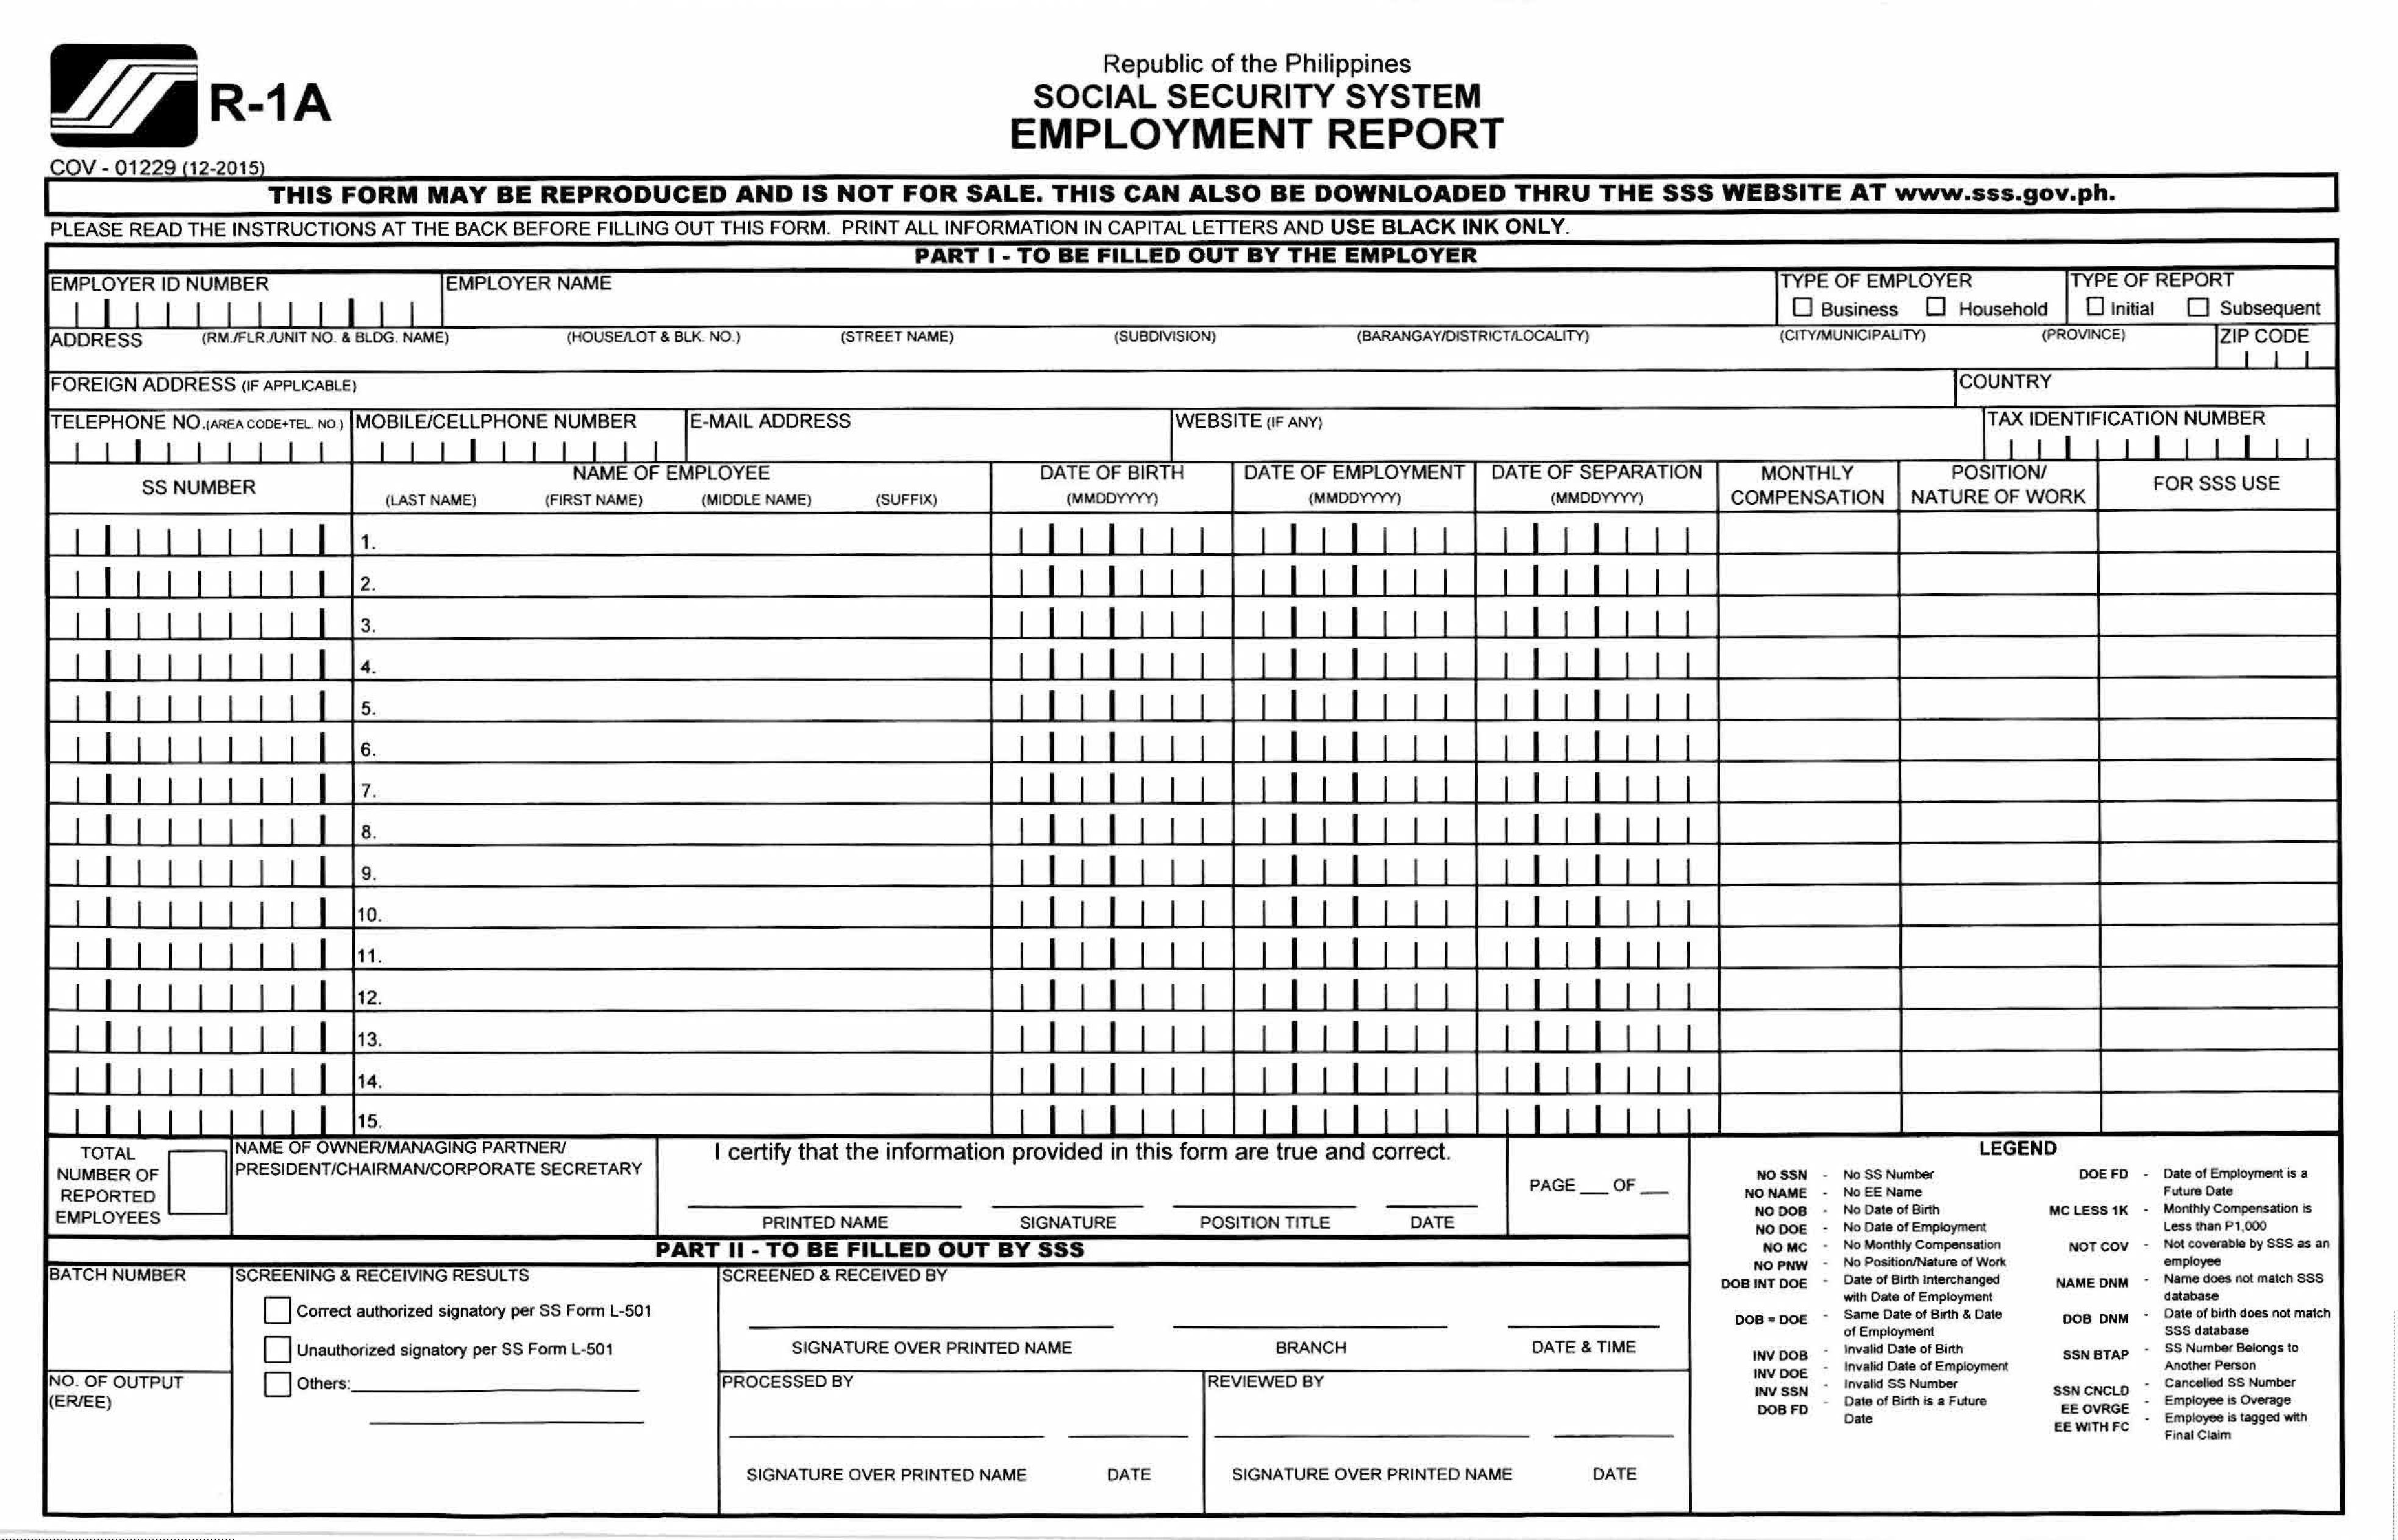 R-1A
Republic of the Philippines
SOCIAL SECURITY SYSTEM
EMPLOYMENT REPORT
COV - 01229 (12-2015)
THIS FORM MAY BE REPRODUCED AND IS NOT FOR SALE. THIS CAN ALSO BE DOWNLOADED THRU THE SSS WEBSITE AT www.sss.gov.ph.
PLEASE READ THE INSTRUCTIONS AT THE BACK BEFORE FILLING OUT THIS FORM. PRINT ALL INFORMATION IN CAPITAL LETTERS AND USE BLACK INK ONLY.
PART I - TO BE FILLED OUT BY THE EMPLOYER
EMPLOYER ID NUMBER EMPLOYER NAME TYPE OF EMPLOYER TYPE OF REPORT
Business Household Initial Subsequent
ADDRESS (RM./FLR./UNIT NO. & BLDG. NAME) (HOUSE/LOT & BLK. NO.) (STREET NAME) (SUBDIVISION) (BARANGAY/DISTRICT/LOCALITY) (CITY/MUNICIPALITY) (PROVINCE) ZIP CODE
FOREIGN ADDRESS (IF APPLICABLE) COUNTRY
TELEPHONE NO.(AREA CODE+TEL. NO.) MOBILE/CELLPHONE NUMBER E-MAIL ADDRESS WEBSITE (IF ANY) TAX IDENTIFICATION NUMBER
SS NUMBER NAME OF EMPLOYEE DATE OF BIRTH DATE OF EMPLOYMENT DATE OF SEPARATION MONTHLY COMPENSATION POSITION/ NATURE OF WORK FOR SSS USE
(LAST NAME) (FIRST NAME) (MIDDLE NAME) (SUFFIX) (MMDDYYYY) (MMDDYYYY) (MMDDYYYY)
1.
2.
3.
4.
5.
6.
7.
8.
9.
10.
11.
12.
13.
14.
15.
TOTAL
NUMBER OF
REPORTED
EMPLOYEES
NAME OF OWNER/MANAGING PARTNER/
PRESIDENT/CHAIRMAN/CORPORATE SECRETARY
I certify that the information provided in this form are true and correct.
PRINTED NAME SIGNATURE POSITION TITLE DATE
PAGE __ OF __
PART II - TO BE FILLED OUT BY SSS
BATCH NUMBER
NO. OF OUTPUT
(ER/EE)
SCREENING & RECEIVING RESULTS
Correct authorized signatory per SS Form L-501
Unauthorized signatory per SS Form L-501
Others:
SCREENED & RECEIVED BY
SIGNATURE OVER PRINTED NAME BRANCH DATE & TIME
PROCESSED BY
SIGNATURE OVER PRINTED NAME DATE
REVIEWED BY
SIGNATURE OVER PRINTED NAME DATE
LEGEND
NO SSN - No SS Number
NO NAME - No EE Name
NO DOB - No Date of Birth
NO DOE - No Date of Employment
NO MC - No Monthly Compensation
NO PNW - No Position/Nature of Work
DOB INT DOE - Date of Birth Interchanged
with Date of Employment
DOB = DOE - Same Date of Birth & Date
of Employment
INV DOB - Invalid Date of Birth
INV DOE - Invalid Date of Employment
INV SSN - Invalid SS Number
DOB FD - Date of Birth is a Future
Date
DOE FD - Date of Employment is a
Future Date
MC LESS 1K - Monthly Compensation is
Less than P1,000
NOT COV - Not coverable by SSS as an
employee
NAME DNM - Name does not match SSS
database
DOB DNM - Date of birth does not match
SSS database
SSN BTAP - SS Number Belongs to
Another Person
SSN CNCLD - Cancelled SS Number
EE OVRGE - Employee is Overage
EE WITH FC - Employee is tagged with
Final Claim